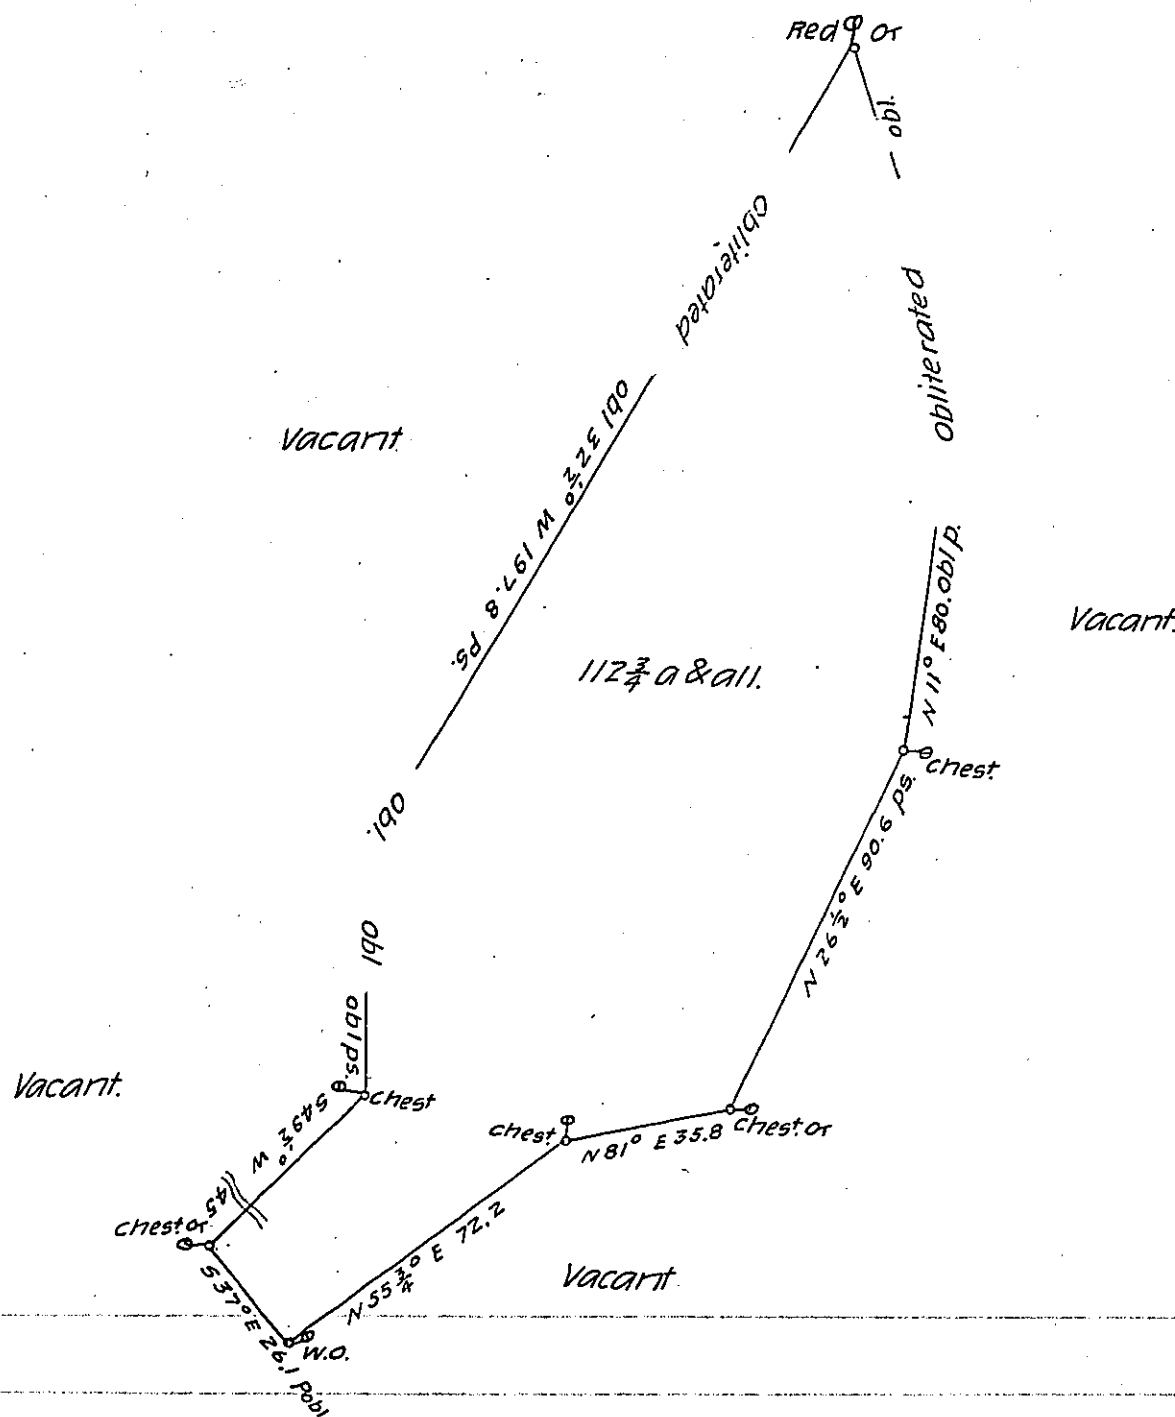 Red Or
obl.
obliterated
obliterated
Vacant
obl 32½° W 197.8 ps.
N 11° E 80.obl p.
Vacant.
112¾ a & all.
chest.
N 26½° E 90.6 ps.
obl.
obl
obl ps.
Vacant.
chest
S49½° W 45
chest
N 81° E 35.8
chest or
chest or
N 55¾° E 72.2
Vacant
S 37° E 26.1 p obl
W.O.